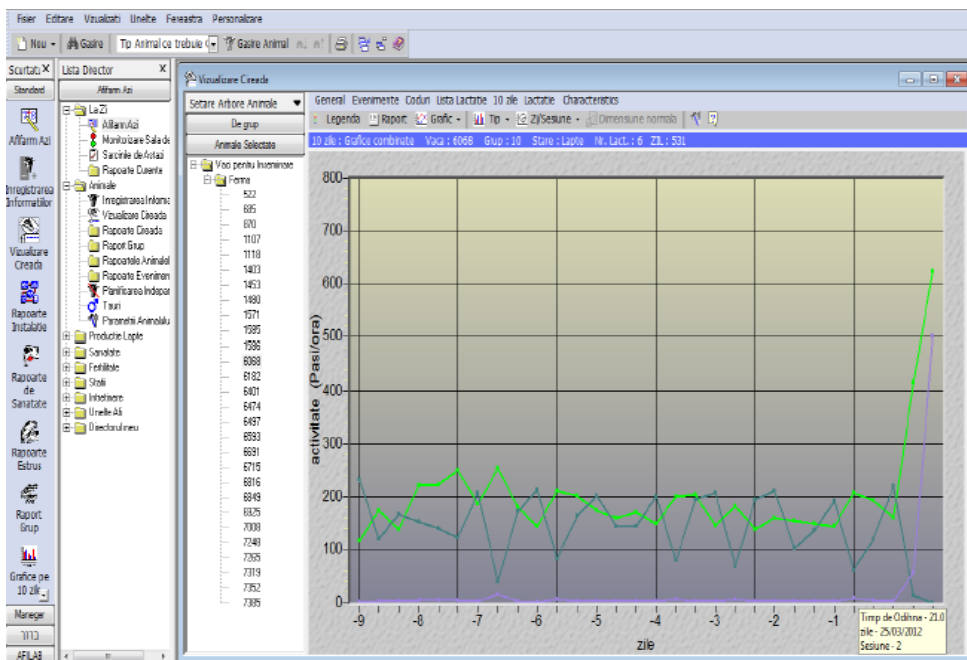 Fisier Editare Vizualizati Unelte Fereastra Personalizare
Nou Gasire Tip Animal ce trebuie Gasire Animal
Scurtatu X
Standard
Afifarm Azi
Inregistrarea
Informatiilor
Vizualizare
Cireada
Rapoarte
Instalatie
Rapoarte
de
Sanatate
Rapoarte
Estrus
Raport
Grup
Grafice pe
10 zile
Manager
ברור
AFILAB
Lista Director X
Afifarm Azi
La Zi
Afifarm Azi
Monitorizare Sala de
Sarcinile de Astazi
Rapoarte Curente
Animale
Inregistrarea Informa
Vizualizare Cireada
Rapoarte Cireada
Raport Grup
Rapoartele Animalel
Rapoarte Evenimen
Planificarea Indepar
Tauri
Parametrii Animalulu
Productie Lapte
Sanatate
Fertilitate
Statii
Intretinere
Unelte Afi
Directorul meu
Vizualizare Cireada
Setare Arbore Animale
De grup
Animale Selectate
Vaci pentru Inseminare
Ferma
522
685
870
1107
1118
1403
1453
1480
1571
1585
1586
6068
6182
6401
6474
6497
6593
6691
6715
6816
6849
6925
7008
7248
7265
7319
7352
7385
General Evenimente Coduri Lista Lactatie 10 zile Lactatie Characteristics
Legenda Raport Grafic Tip Zi/Sesiune Dimensiune normala
10 zile : Grafice combinate Vaca : 6068 Grup : 10 Stare : Lapte Nr. Lact. : 6 ZIL : 531
800
700
600
500
400
300
200
100
0
activitate (Pasi/ora)
-9 -8 -7 -6 -5 -4 -3 -2 -1
zile
Timp de Odihna - 21.0
zile - 25/03/2012
Sesiune - 2